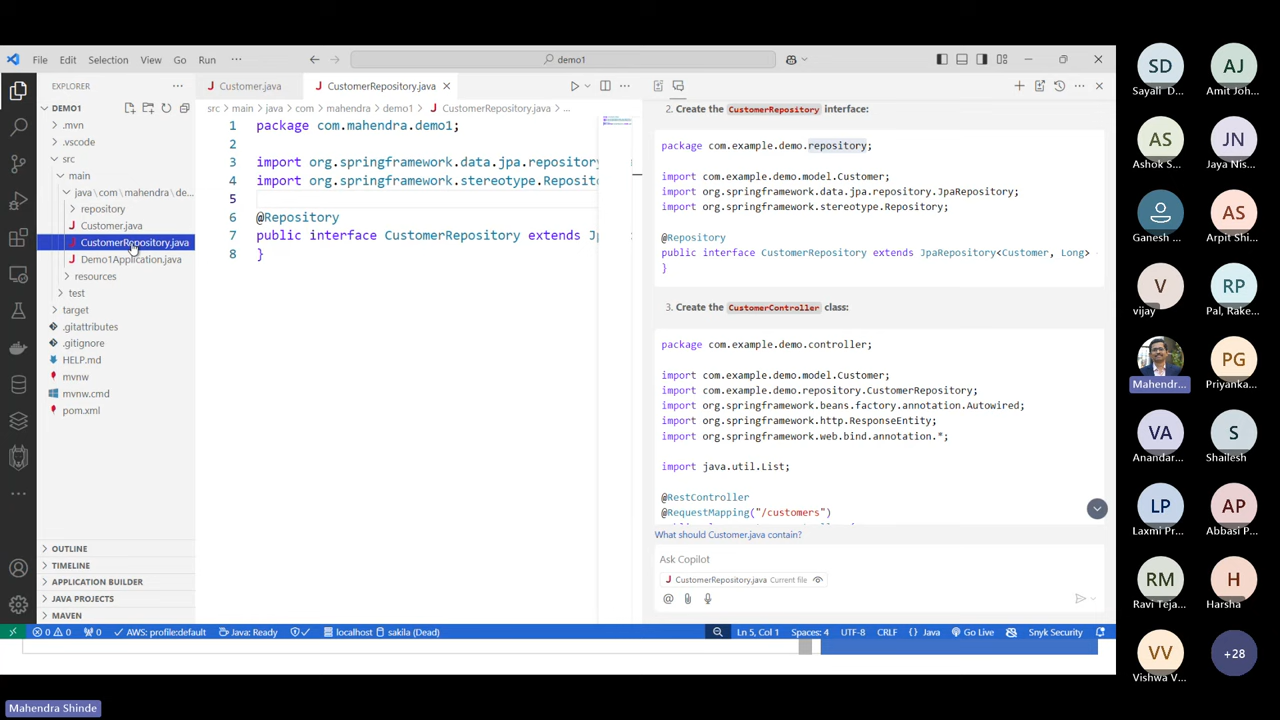 File Edit Selection View Go Run ···
demo1
EXPLORER
DEMO1
.mvn
.vscode
src
main
java\com\mahendra\de...
repository
Customer.java
CustomerRepository.java
Demo1Application.java
resources
test
target
.gitattributes
.gitignore
HELP.md
mvnw
mvnw.cmd
pom.xml
OUTLINE
TIMELINE
APPLICATION BUILDER
JAVA PROJECTS
MAVEN
Customer.java
CustomerRepository.java
src > main > java > com > mahendra > demo1 > CustomerRepository.java > ...
1 package com.mahendra.demo1;
2
3 import org.springframework.data.jpa.repository
4 import org.springframework.stereotype.Reposito
5
6 @Repository
7 public interface CustomerRepository extends Jp
8 }
2. Create the CustomerRepository interface:
package com.example.demo.repository;
import com.example.demo.model.Customer;
import org.springframework.data.jpa.repository.JpaRepository;
import org.springframework.stereotype.Repository;
@Repository
public interface CustomerRepository extends JpaRepository<Customer, Long>
}
3. Create the CustomerController class:
package com.example.demo.controller;
import com.example.demo.model.Customer;
import com.example.demo.repository.CustomerRepository;
import org.springframework.beans.factory.annotation.Autowired;
import org.springframework.http.ResponseEntity;
import org.springframework.web.bind.annotation.*;
import java.util.List;
@RestController
@RequestMapping("/customers")
What should Customer.java contain?
Ask Copilot
CustomerRepository.java Current file
0 0 0 AWS: profile:default Java: Ready localhost sakila (Dead) Ln 5, Col 1 Spaces: 4 UTF-8 CRLF {} Java Go Live Snyk Security
SD AJ
Sayali D... Amit Joh...
AS JN
Ashok S... Jaya Nis...
AS
Ganesh ... Arpit Shi...
V RP
vijay Pal, Rake...
PG
Mahendr... Priyanka...
VA S
Anandar... Shailesh
LP AP
Laxmi Pr... Abbasi P...
RM H
Ravi Teja... Harsha
VV +28
Vishwa V...
Mahendra Shinde